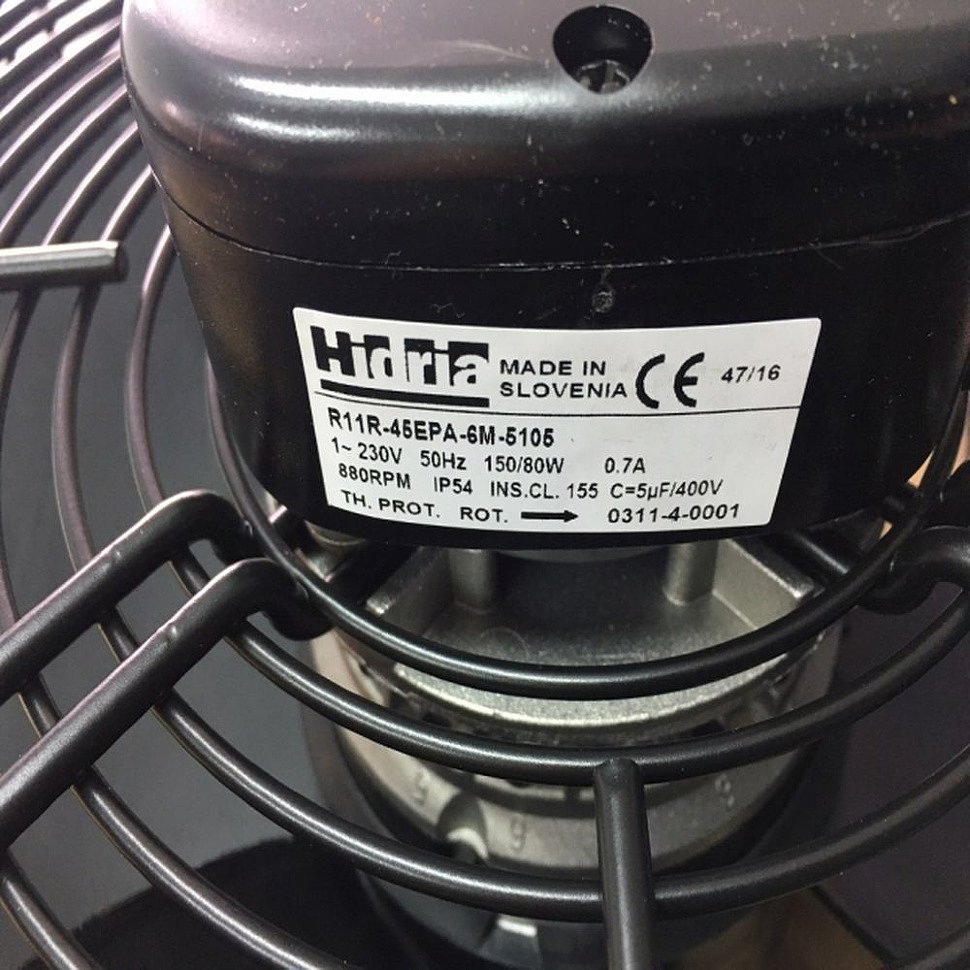 Hidria
MADE IN
SLOVENIA
CE 47/16
R11R-45EPA-6M-5105
1~ 230V 50Hz 150/80W 0.7A
880RPM IP54 INS.CL. 155 C=5µF/400V
TH. PROT. ROT. → 0311-4-0001